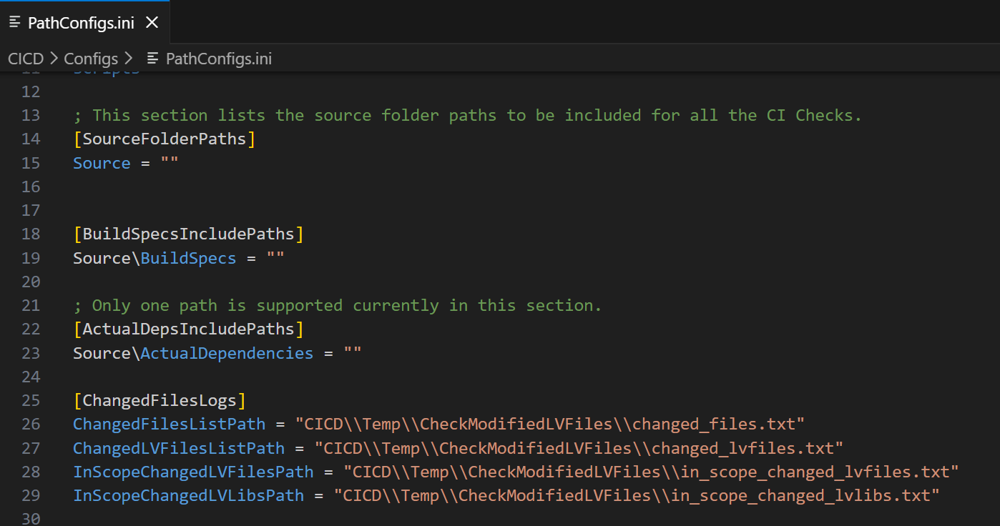 PathConfigs.ini
CICD > Configs > PathConfigs.ini
11 Scripts
12
13 ; This section lists the source folder paths to be included for all the CI Checks.
14 [SourceFolderPaths]
15 Source = ""
16
17
18 [BuildSpecsIncludePaths]
19 Source\BuildSpecs = ""
20
21 ; Only one path is supported currently in this section.
22 [ActualDepsIncludePaths]
23 Source\ActualDependencies = ""
24
25 [ChangedFilesLogs]
26 ChangedFilesListPath = "CICD\\Temp\\CheckModifiedLVFiles\\changed_files.txt"
27 ChangedLVFilesListPath = "CICD\\Temp\\CheckModifiedLVFiles\\changed_lvfiles.txt"
28 InScopeChangedLVFilesPath = "CICD\\Temp\\CheckModifiedLVFiles\\in_scope_changed_lvfiles.txt"
29 InScopeChangedLVLibsPath = "CICD\\Temp\\CheckModifiedLVFiles\\in_scope_changed_lvlibs.txt"
30